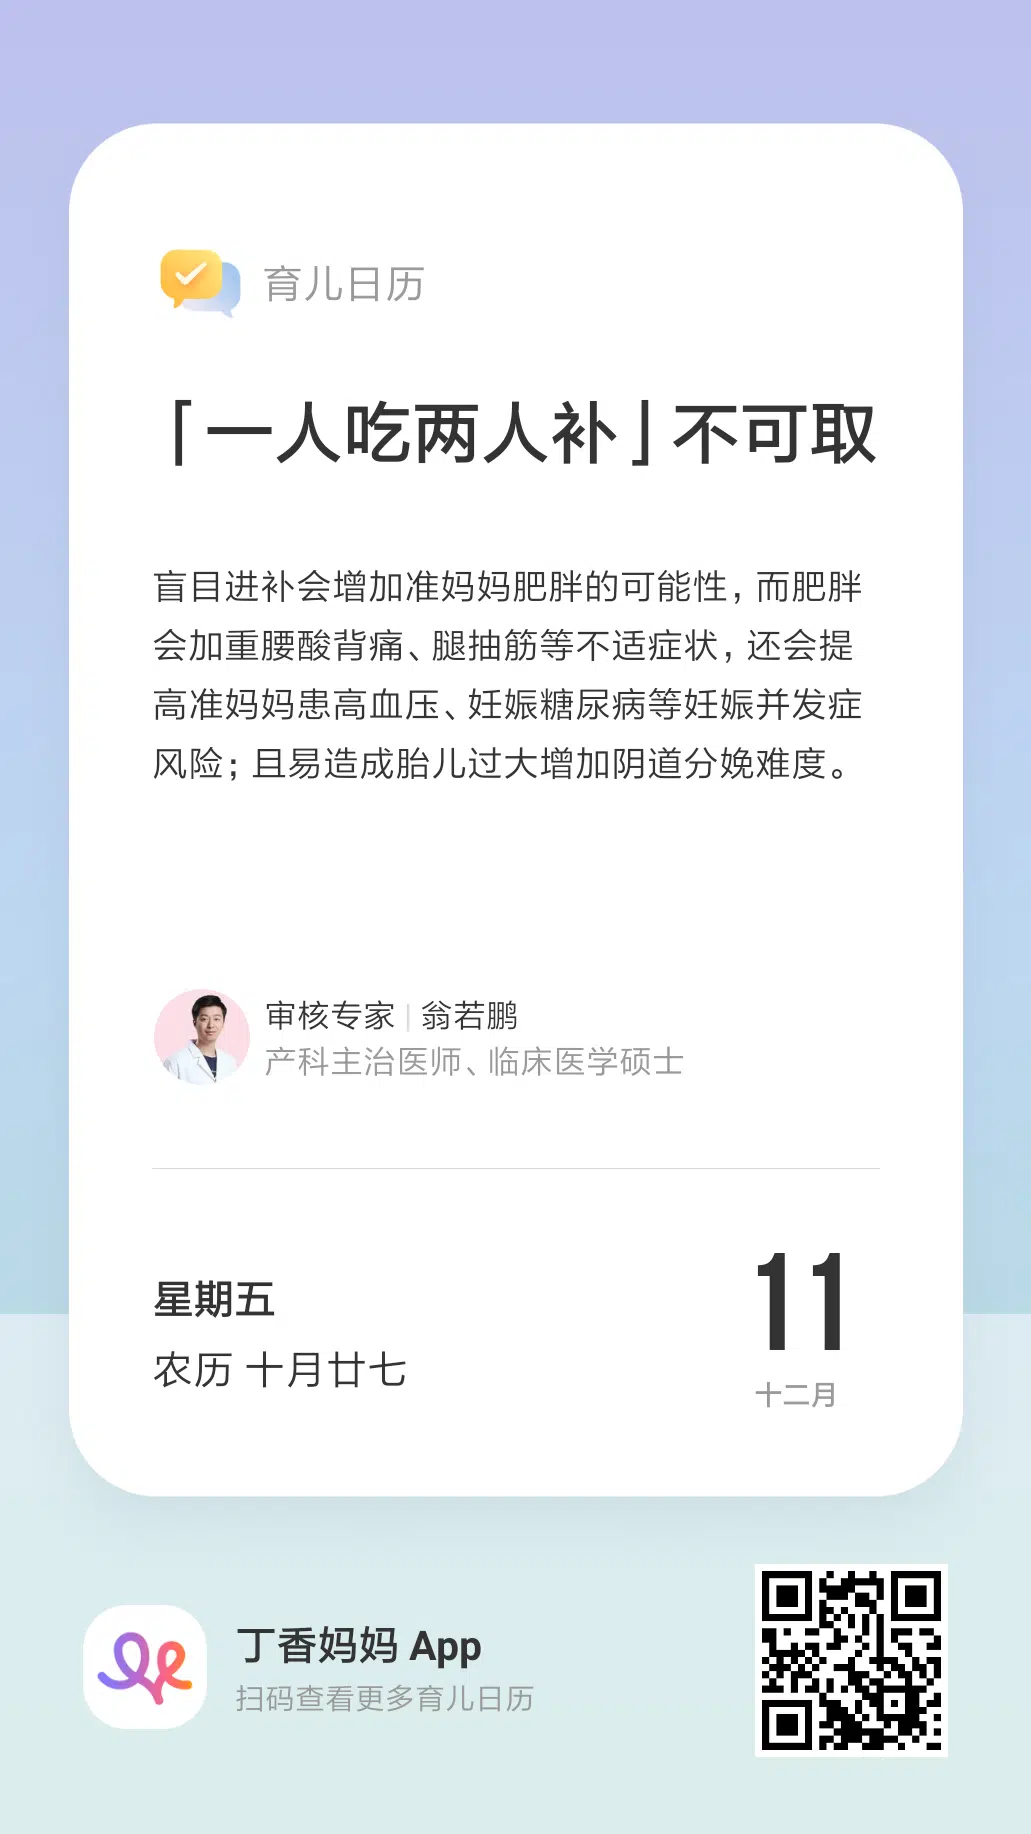 育儿日历
「一人吃两人补」不可取
盲目进补会增加准妈妈肥胖的可能性，而肥胖
会加重腰酸背痛、腿抽筋等不适症状，还会提
高准妈妈患高血压、妊娠糖尿病等妊娠并发症
风险；且易造成胎儿过大增加阴道分娩难度。
审核专家 | 翁若鹏
产科主治医师、临床医学硕士
星期五
农历 十月廿七
11
十二月
丁香妈妈 App
扫码查看更多育儿日历